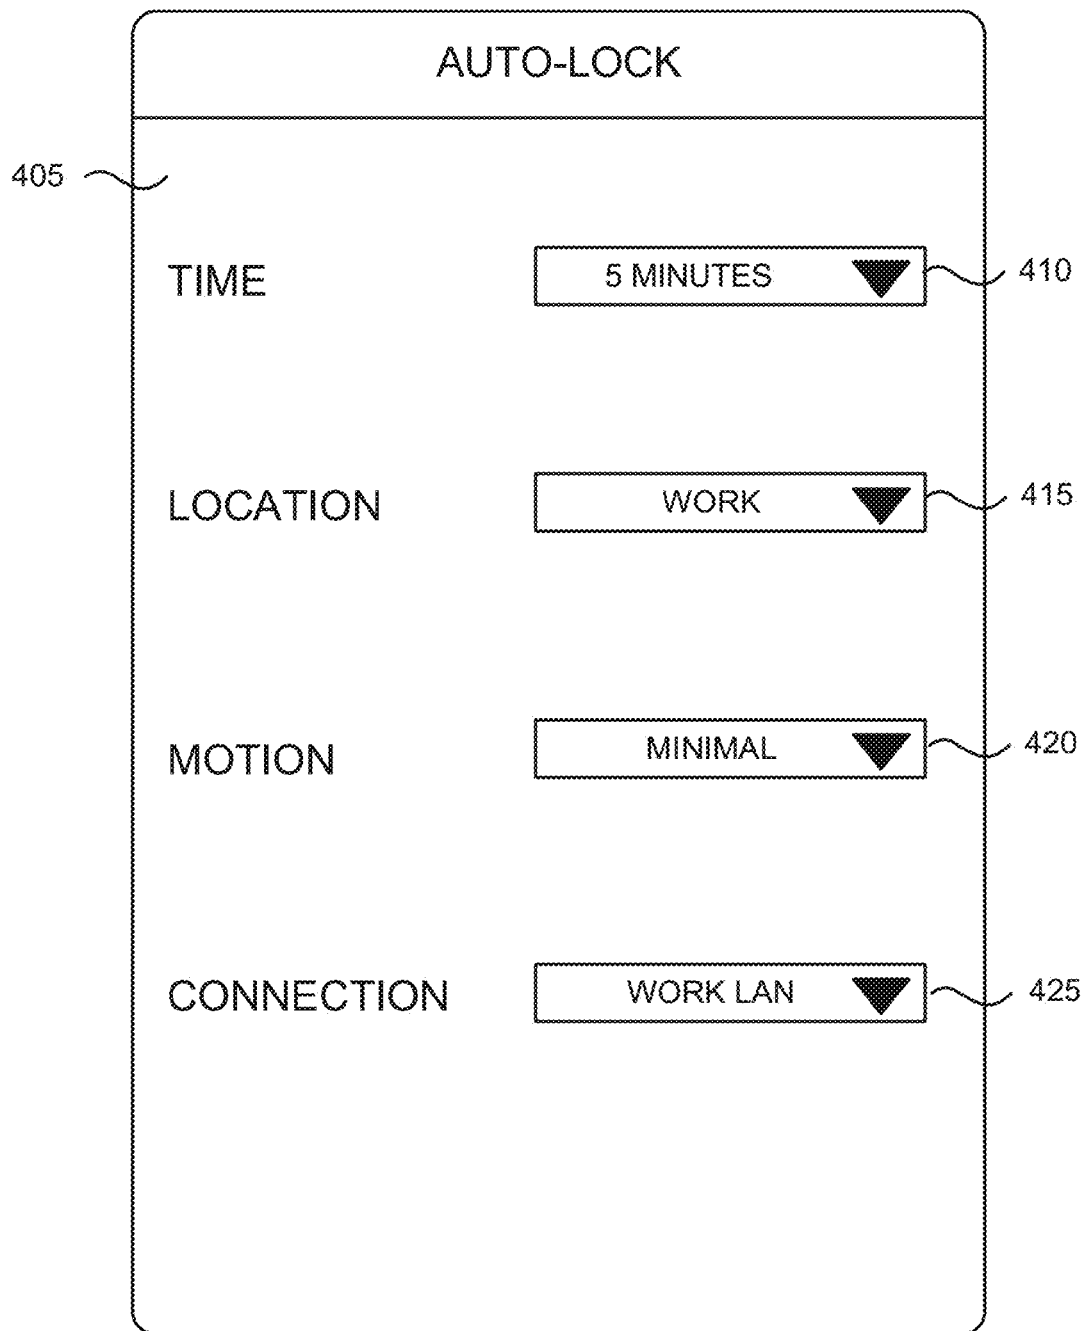 AUTO-LOCK
405
TIME 5 MINUTES 410
LOCATION WORK 415
MOTION MINIMAL 420
CONNECTION WORK LAN 425